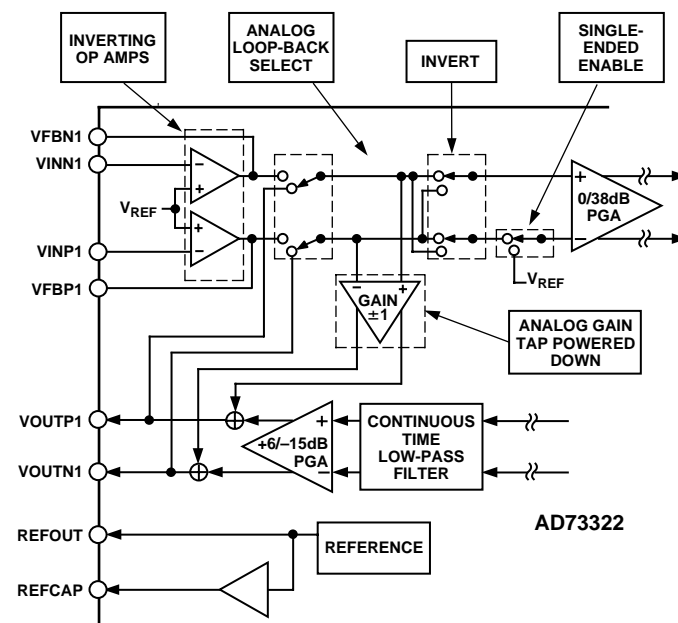 INVERTING
OP AMPS
ANALOG
LOOP-BACK
SELECT
INVERT
SINGLE-
ENDED
ENABLE
VFBN1
VINN1
VREF
VINP1
VFBP1
−
+
+
−
+
0/38dB
PGA
−
VREF
−
+
GAIN
±1
ANALOG GAIN
TAP POWERED
DOWN
VOUTP1
VOUTN1
+
+6/–15dB
PGA
−
CONTINUOUS
TIME
LOW-PASS
FILTER
AD73322
REFOUT
REFERENCE
REFCAP